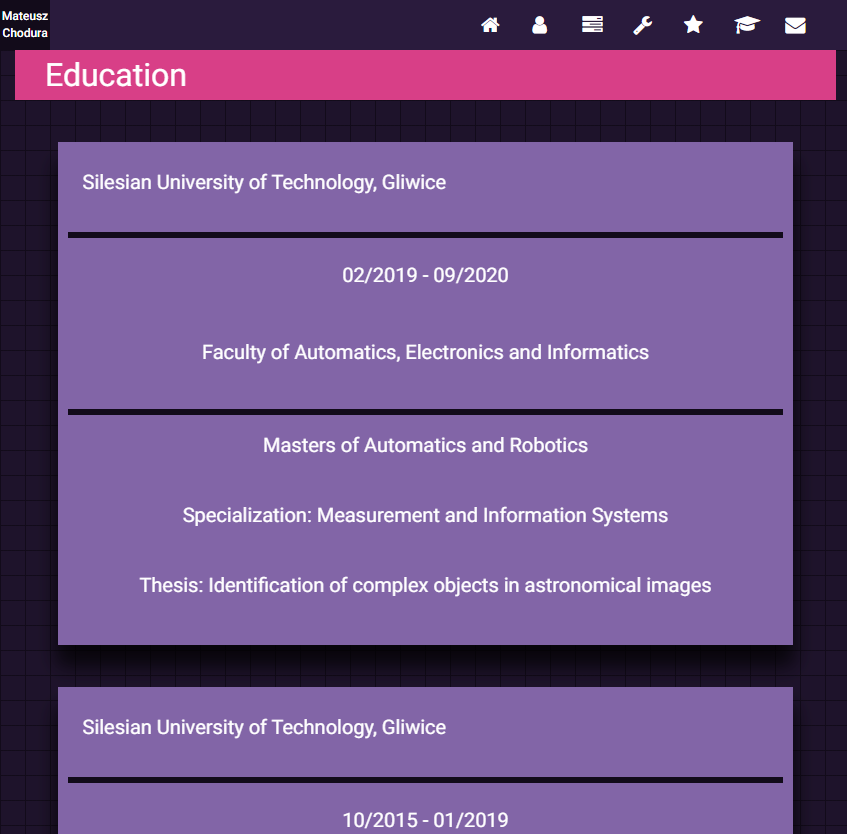 Mateusz
Chodura
Education
Silesian University of Technology, Gliwice
02/2019 - 09/2020
Faculty of Automatics, Electronics and Informatics
Masters of Automatics and Robotics
Specialization: Measurement and Information Systems
Thesis: Identification of complex objects in astronomical images
Silesian University of Technology, Gliwice
10/2015 - 01/2019